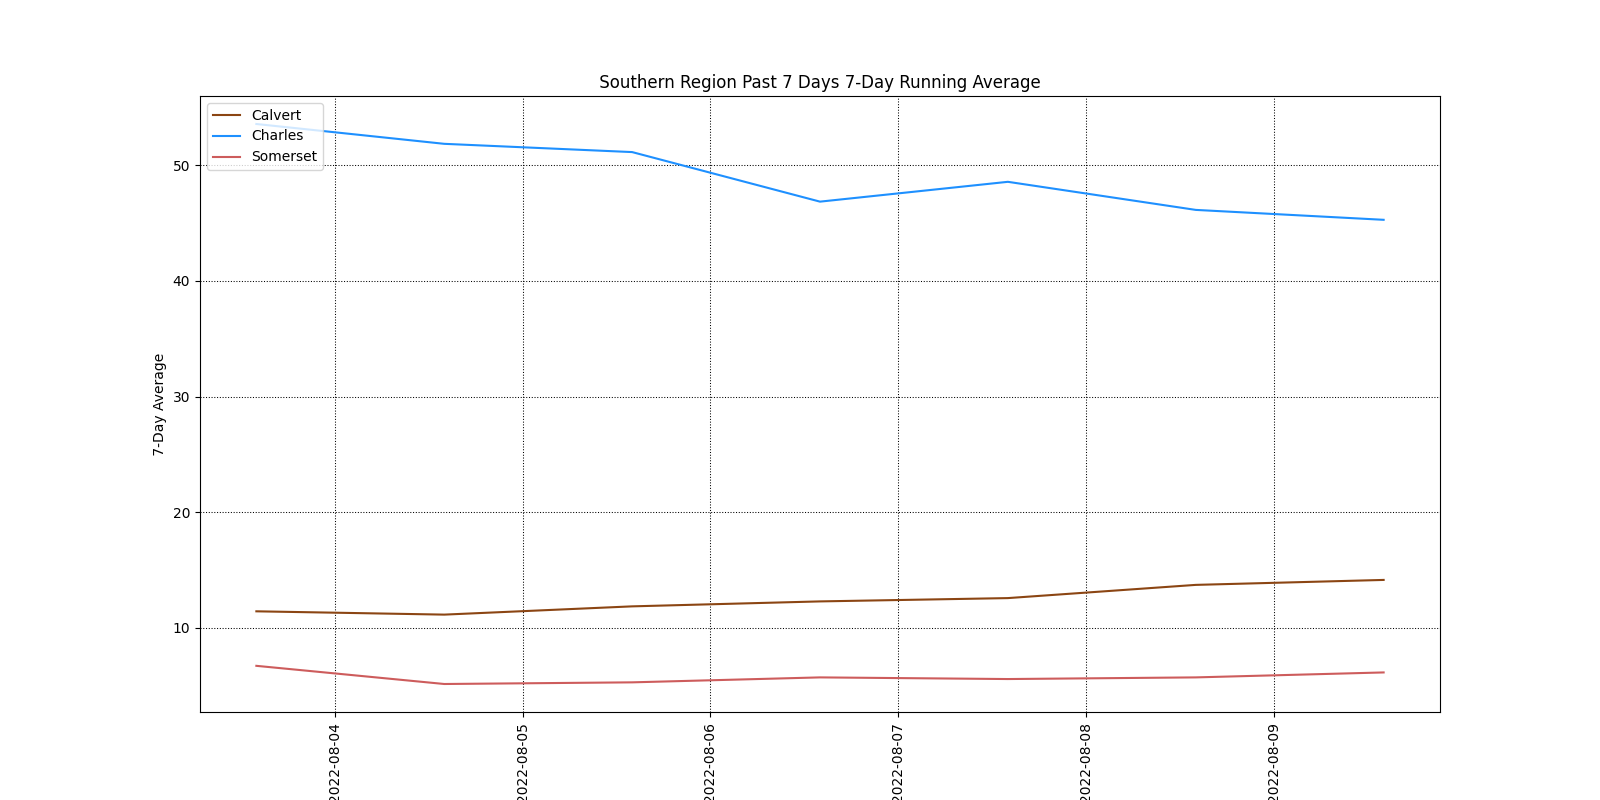 Southern Region Past 7 Days 7-Day Running Average
Calvert
Charles
Somerset
7-Day Average
50
40
30
20
10
2022-08-04
2022-08-05
2022-08-06
2022-08-07
2022-08-08
2022-08-09